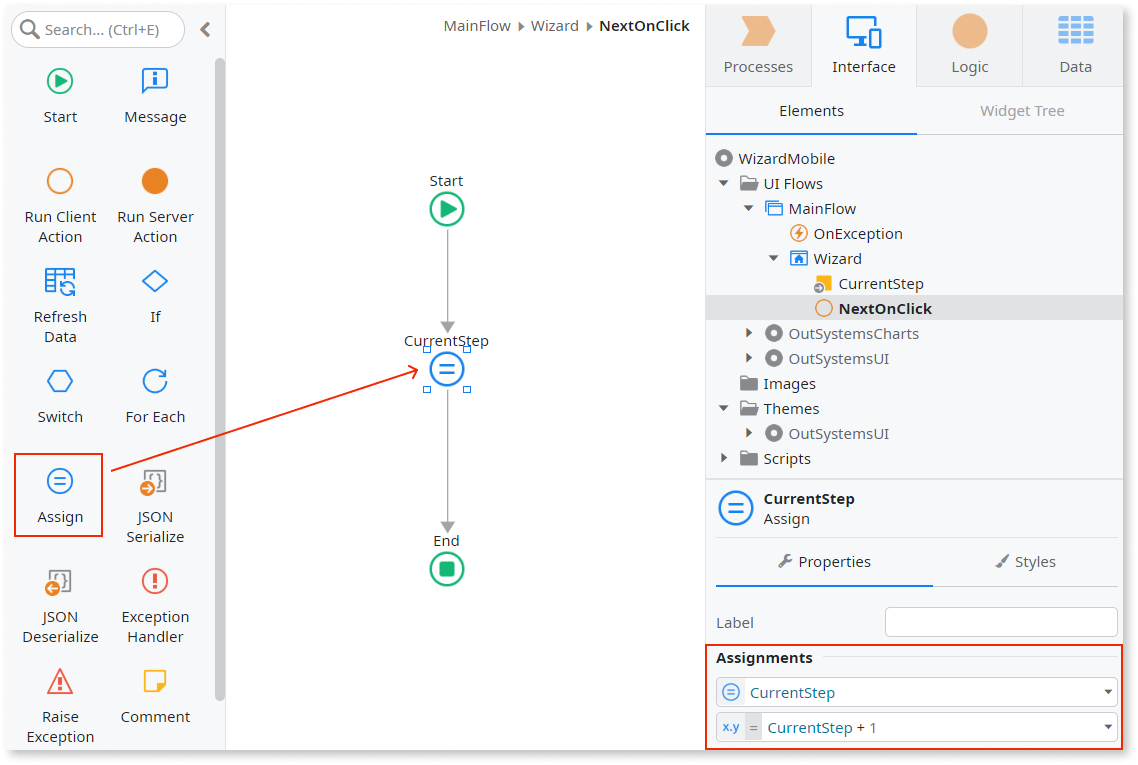 Search... (Ctrl+E)
Start
Message
Run Client
Action
Run Server
Action
Refresh
Data
If
Switch
For Each
Assign
JSON
Serialize
JSON
Deserialize
Exception
Handler
Raise
Exception
Comment
MainFlow Wizard NextOnClick
Start
CurrentStep
End
Processes
Interface
Logic
Data
Elements
Widget Tree
WizardMobile
UI Flows
MainFlow
OnException
Wizard
CurrentStep
NextOnClick
OutSystemsCharts
OutSystemsUI
Images
Themes
OutSystemsUI
Scripts
CurrentStep
Assign
Properties
Styles
Label
Assignments
CurrentStep
x.y = CurrentStep + 1